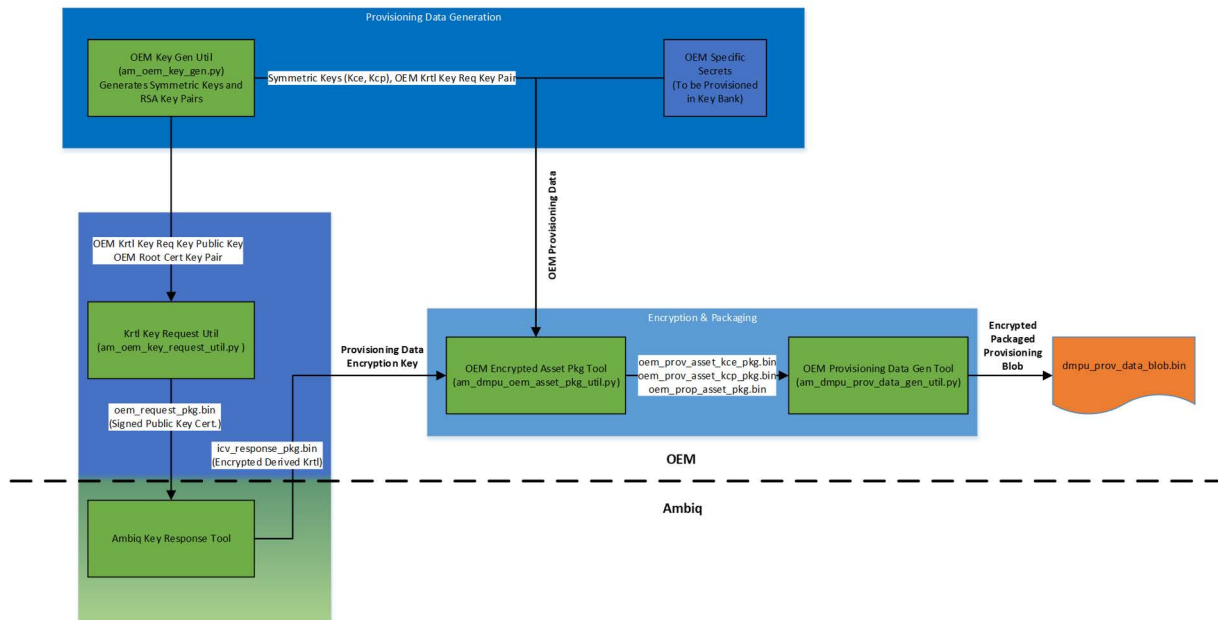 Provisioning Data Generation
OEM Key Gen Util
(am_oem_key_gen.py)
Generates Symmetric Keys and
RSA Key Pairs
Symmetric Keys (Kce, Kcp), OEM Krtl Key Req Key Pair
OEM Specific
Secrets
(To be Provisioned
in Key Bank)
OEM Provisioning Data
OEM Krtl Key Req Key Public Key
OEM Root Cert Key Pair
Krtl Key Request Util
(am_oem_key_request_util.py )
Provisioning Data
Encryption Key
Encryption & Packaging
OEM Encrypted Asset Pkg Tool
(am_dmpu_oem_asset_pkg_util.py)
oem_prov_asset_kce_pkg.bin
oem_prov_asset_kcp_pkg.bin
oem_prop_asset_pkg.bin
OEM Provisioning Data Gen Tool
(am_dmpu_prov_data_gen_util.py)
Encrypted
Packaged
Provisioning
Blob
dmpu_prov_data_blob.bin
oem_request_pkg.bin
(Signed Public Key Cert.)
icv_response_pkg.bin
(Encrypted Derived Krtl)
OEM
Ambiq
Ambiq Key Response Tool